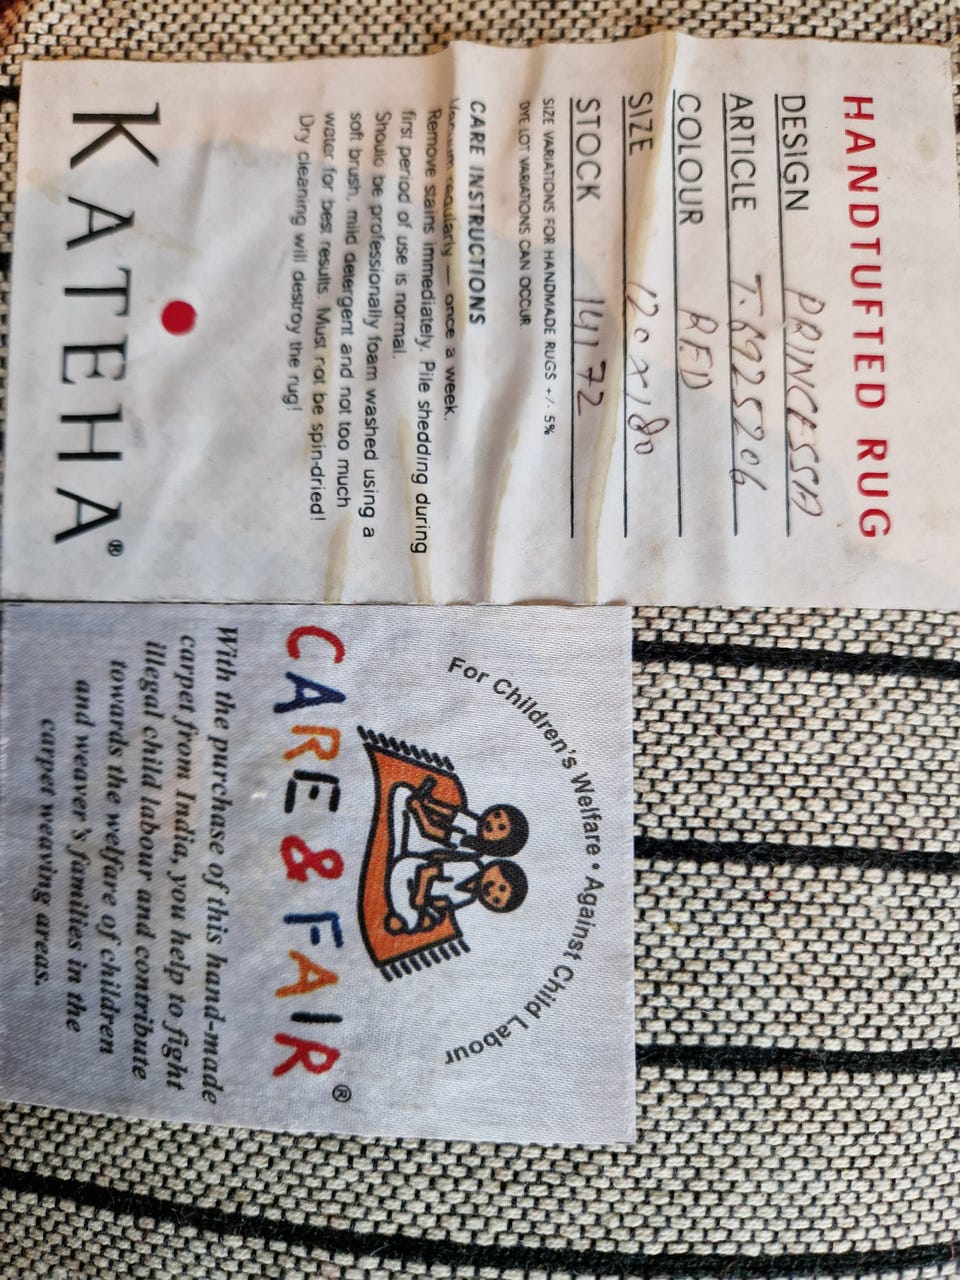 HANDTUFTED RUG
DESIGN PRINCESSA
ARTICLE T-6925206
COLOUR RED
SIZE 120 x 180
STOCK 14172
SIZE VARIATIONS FOR HANDMADE RUGS +/- 5%
DYE LOT VARIATIONS CAN OCCUR
CARE INSTRUCTIONS
Vacuum regularly — once a week.
Remove stains immediately. Pile shedding during
first period of use is normal.
Should be professionally foam washed using a
soft brush, mild detergent and not too much
water for best results. Must not be spin-dried!
Dry cleaning will destroy the rug!
KATEHA®
For Children's Welfare • Against Child Labour
CARE & FAIR®
With the purchase of this hand-made
carpet from India, you help to fight
illegal child labour and contribute
towards the welfare of children
and weaver's families in the
carpet weaving areas.